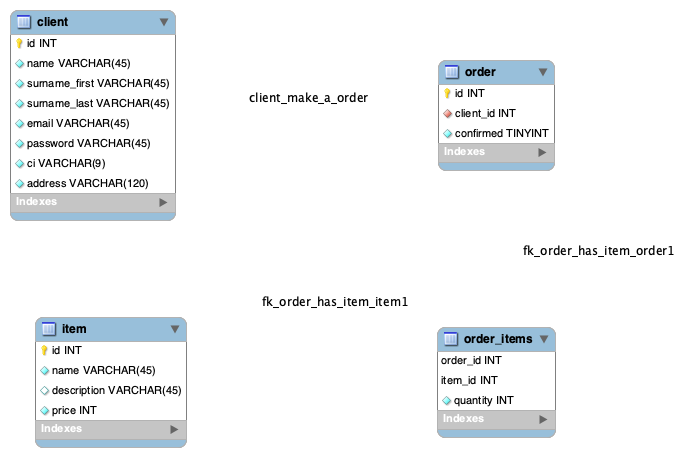 client
id INT
name VARCHAR(45)
surname_first VARCHAR(45)
surname_last VARCHAR(45)
email VARCHAR(45)
password VARCHAR(45)
ci VARCHAR(9)
address VARCHAR(120)
Indexes
client_make_a_order
order
id INT
client_id INT
confirmed TINYINT
Indexes
fk_order_has_item_order1
fk_order_has_item_item1
item
id INT
name VARCHAR(45)
description VARCHAR(45)
price INT
Indexes
order_items
order_id INT
item_id INT
quantity INT
Indexes